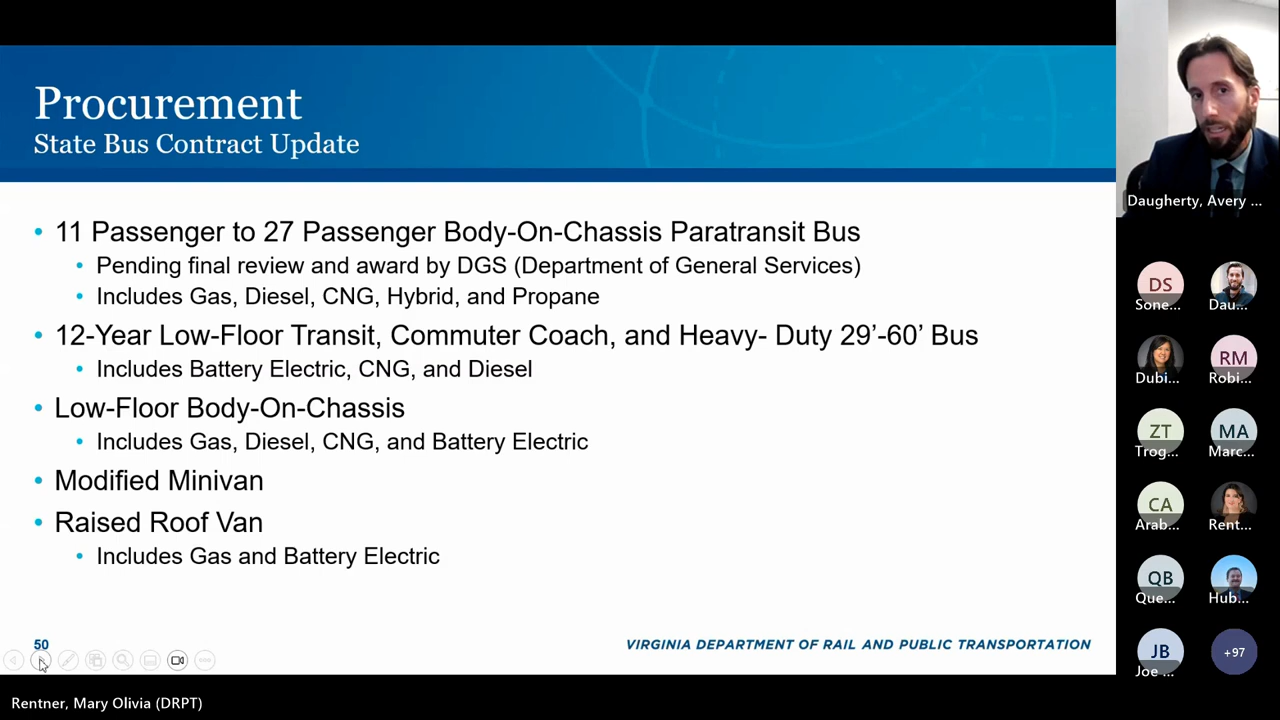 Procurement
State Bus Contract Update
• 11 Passenger to 27 Passenger Body-On-Chassis Paratransit Bus
• Pending final review and award by DGS (Department of General Services)
• Includes Gas, Diesel, CNG, Hybrid, and Propane
• 12-Year Low-Floor Transit, Commuter Coach, and Heavy- Duty 29’-60’ Bus
• Includes Battery Electric, CNG, and Diesel
• Low-Floor Body-On-Chassis
• Includes Gas, Diesel, CNG, and Battery Electric
• Modified Minivan
• Raised Roof Van
• Includes Gas and Battery Electric
50
VIRGINIA DEPARTMENT OF RAIL AND PUBLIC TRANSPORTATION
Rentner, Mary Olivia (DRPT)
Daugherty, Avery ...
DS
Sone... Dau...
RM
Dubi... Robi...
ZT MA
Trog... Marc...
CA
Arab... Rent...
QB
Que... Hub...
JB +97
Joe ...